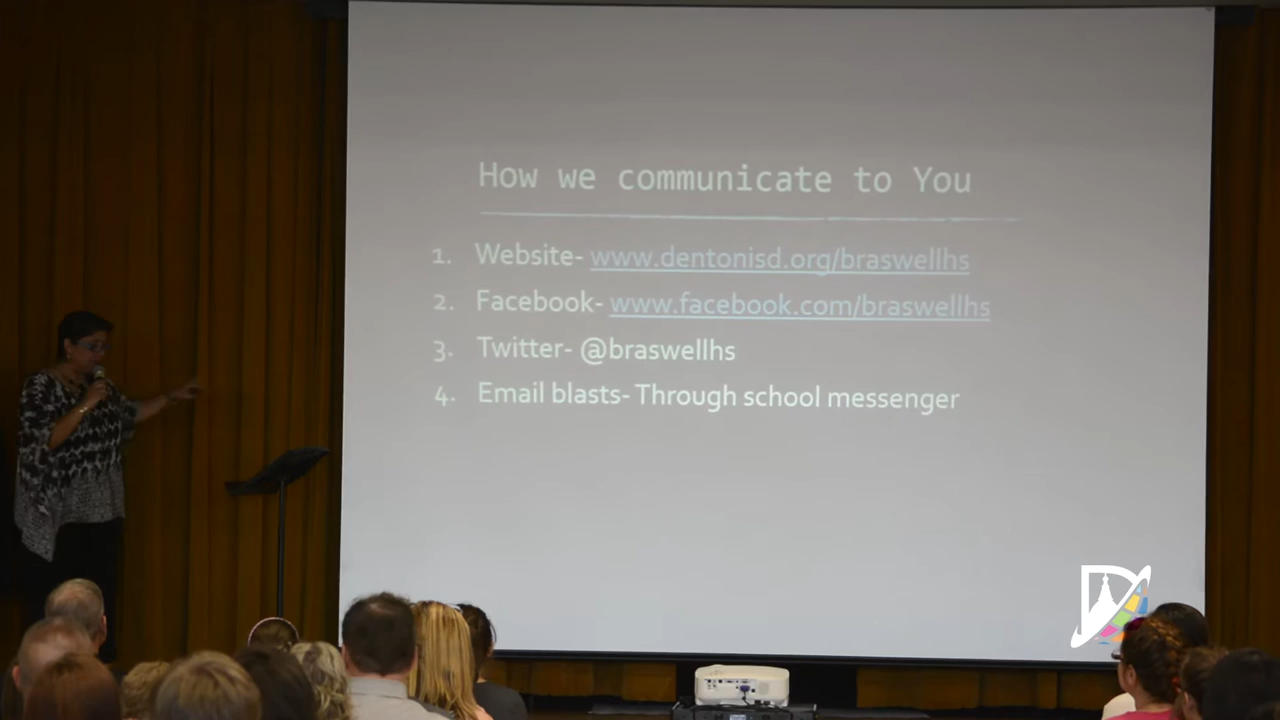 How we communicate to You
1. Website- www.dentonisd.org/braswellhs
2. Facebook- www.facebook.com/braswellhs
3. Twitter- @braswellhs
4. Email blasts- Through school messenger